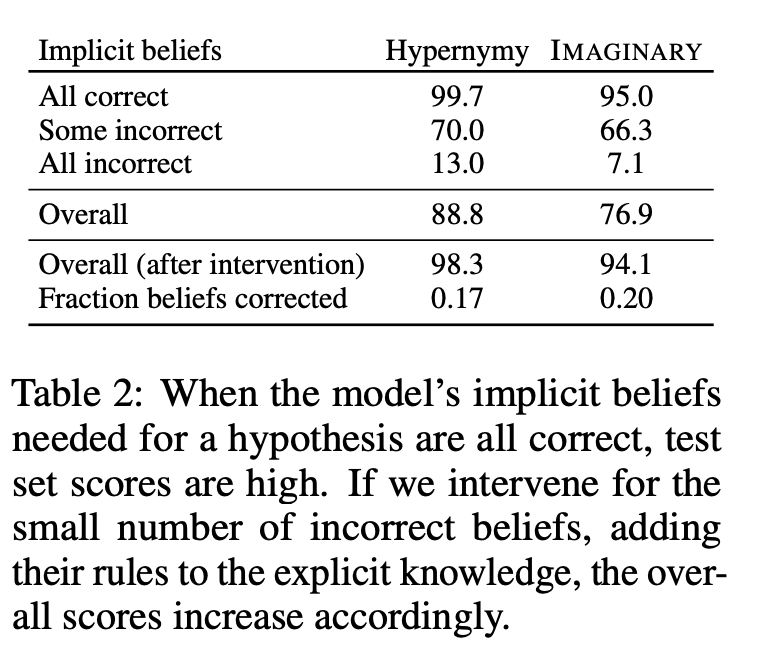 Implicit beliefs Hypernymy IMAGINARY
All correct 99.7 95.0
Some incorrect 70.0 66.3
All incorrect 13.0 7.1
Overall 88.8 76.9
Overall (after intervention) 98.3 94.1
Fraction beliefs corrected 0.17 0.20
Table 2: When the model's implicit beliefs
needed for a hypothesis are all correct, test
set scores are high. If we intervene for the
small number of incorrect beliefs, adding
their rules to the explicit knowledge, the over-
all scores increase accordingly.